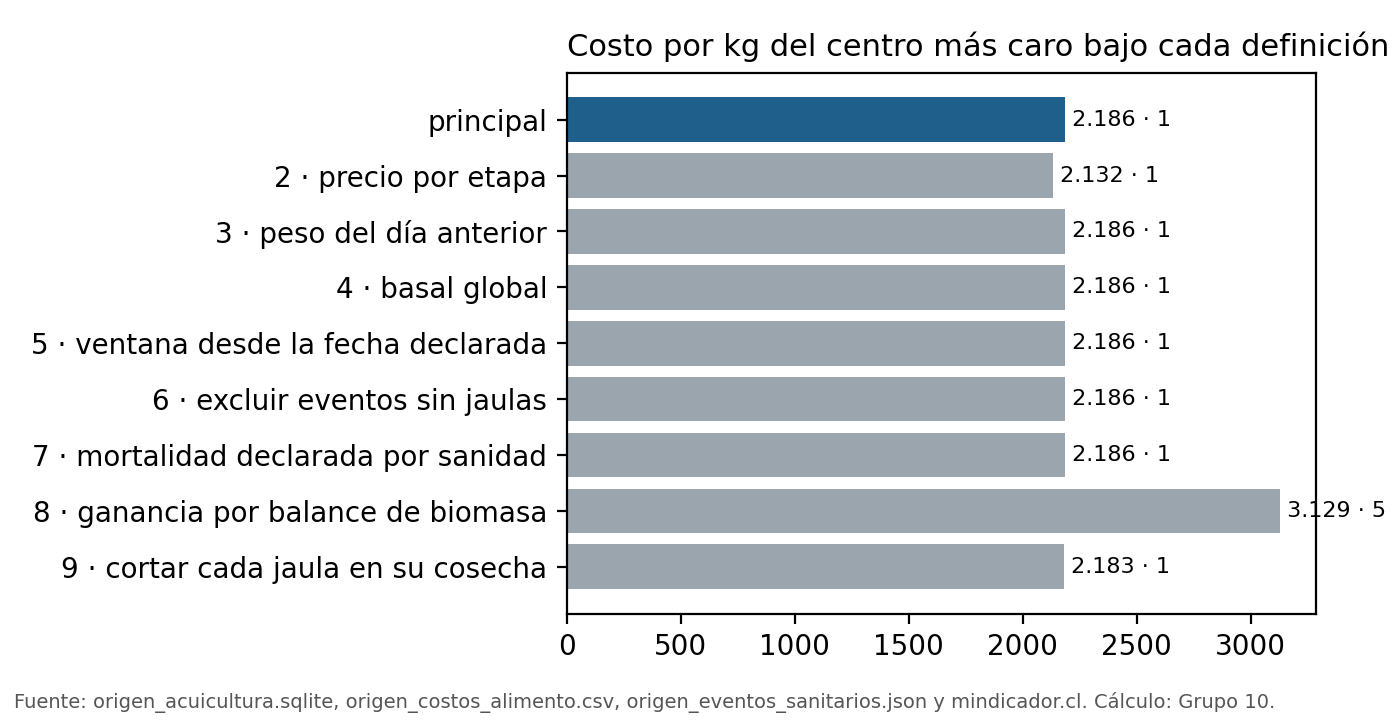 Costo por kg del centro más caro bajo cada definición
principal 2.186 · 1
2 · precio por etapa 2.132 · 1
3 · peso del día anterior 2.186 · 1
4 · basal global 2.186 · 1
5 · ventana desde la fecha declarada 2.186 · 1
6 · excluir eventos sin jaulas 2.186 · 1
7 · mortalidad declarada por sanidad 2.186 · 1
8 · ganancia por balance de biomasa 3.129 · 5
9 · cortar cada jaula en su cosecha 2.183 · 1
0 500 1000 1500 2000 2500 3000
Fuente: origen_acuicultura.sqlite, origen_costos_alimento.csv, origen_eventos_sanitarios.json y mindicador.cl. Cálculo: Grupo 10.